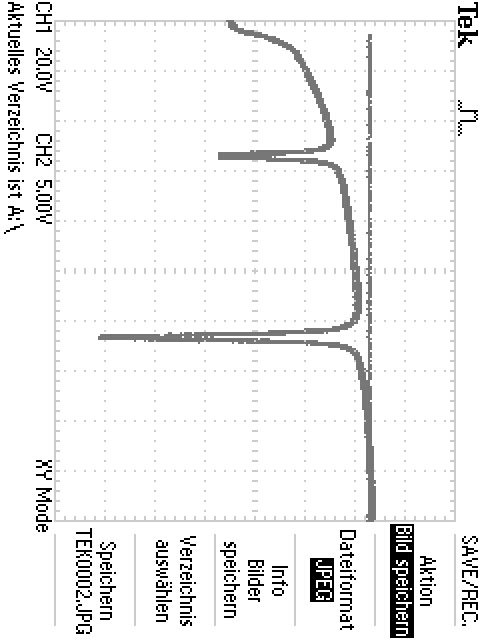 Tek
SAVE/REC.
Aktion
Bild speichern
Dateiformat
JPEG
Info
Bilder
speichern
Verzeichnis
auswählen
Speichern
TEK0002.JPG
CH1 20.0V CH2 5.00V XY Mode
Aktuelles Verzeichnis ist A:\